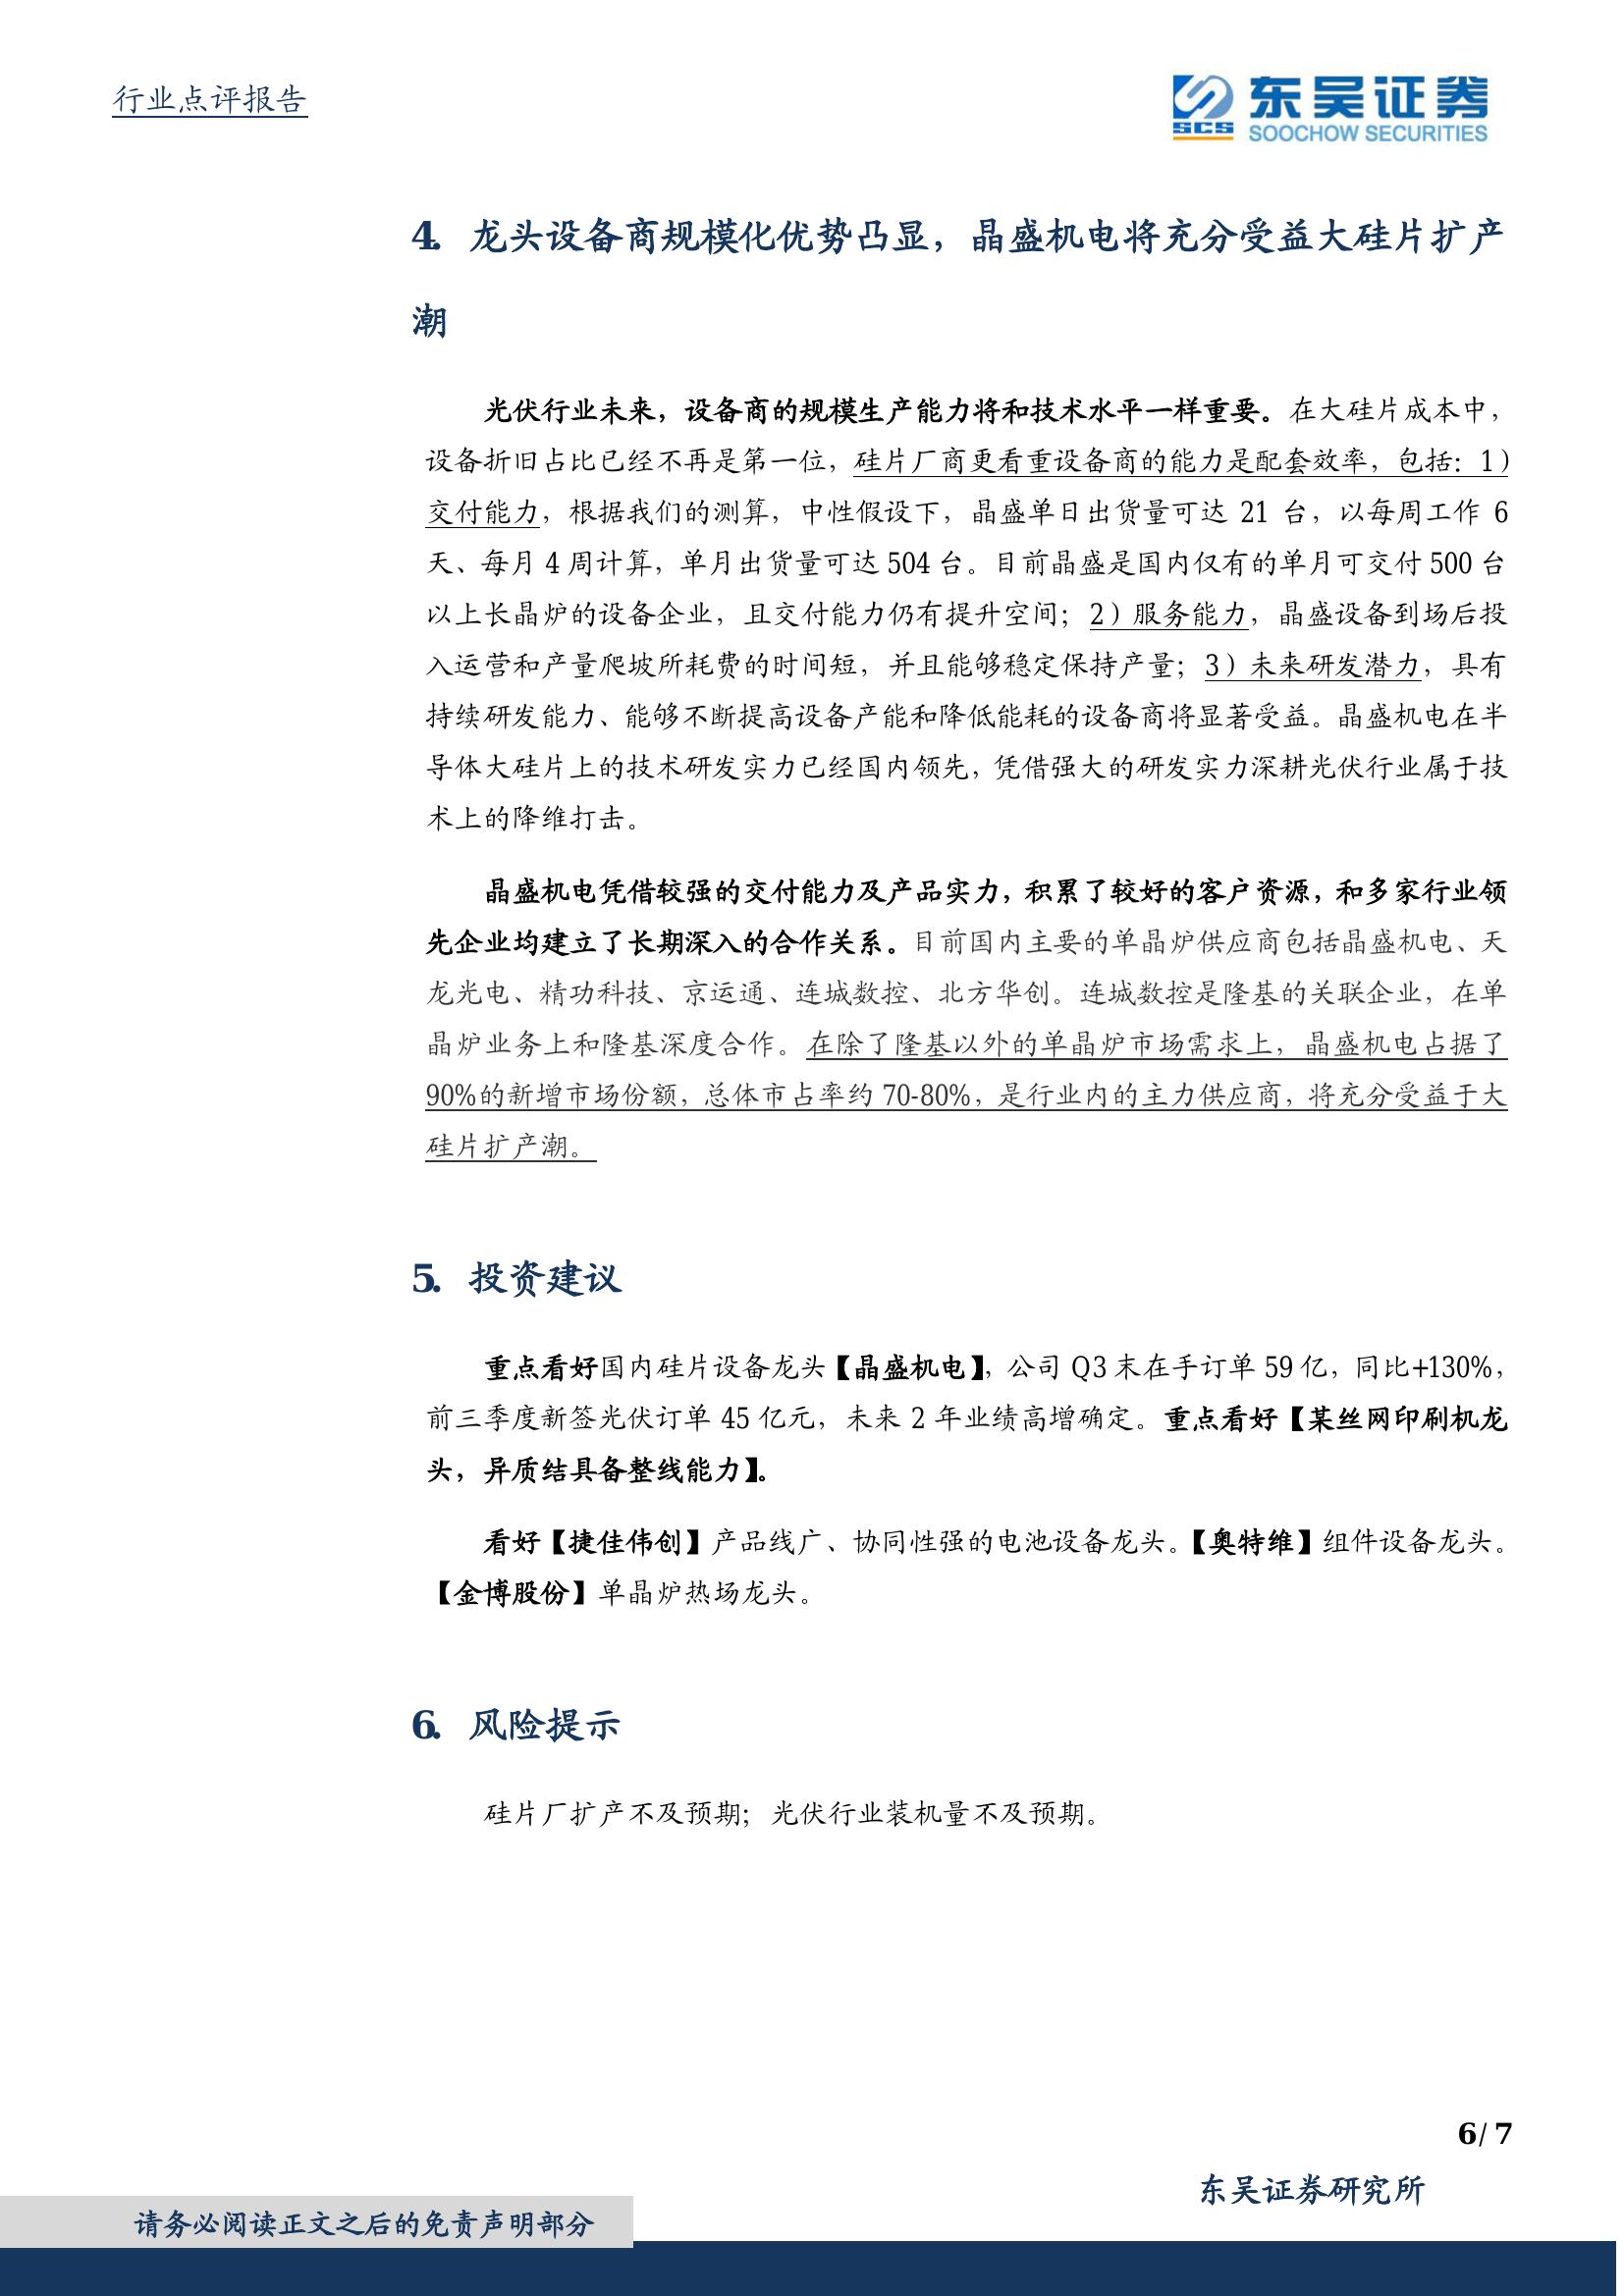 行业点评报告
SCS 东吴证券
SOOCHOW SECURITIES
4. 龙头设备商规模化优势凸显，晶盛机电将充分受益大硅片扩产
潮
光伏行业未来，设备商的规模生产能力将和技术水平一样重要。在大硅片成本中，
设备折旧占比已经不再是第一位，硅片厂商更看重设备商的能力是配套效率，包括：1）
交付能力，根据我们的测算，中性假设下，晶盛单日出货量可达 21 台，以每周工作 6
天、每月 4 周计算，单月出货量可达 504 台。目前晶盛是国内仅有的单月可交付 500 台
以上长晶炉的设备企业，且交付能力仍有提升空间；2）服务能力，晶盛设备到场后投
入运营和产量爬坡所耗费的时间短，并且能够稳定保持产量；3）未来研发潜力，具有
持续研发能力、能够不断提高设备产能和降低能耗的设备商将显著受益。晶盛机电在半
导体大硅片上的技术研发实力已经国内领先，凭借强大的研发实力深耕光伏行业属于技
术上的降维打击。
晶盛机电凭借较强的交付能力及产品实力，积累了较好的客户资源，和多家行业领
先企业均建立了长期深入的合作关系。目前国内主要的单晶炉供应商包括晶盛机电、天
龙光电、精功科技、京运通、连城数控、北方华创。连城数控是隆基的关联企业，在单
晶炉业务上和隆基深度合作。在除了隆基以外的单晶炉市场需求上，晶盛机电占据了
90%的新增市场份额，总体市占率约 70-80%，是行业内的主力供应商，将充分受益于大
硅片扩产潮。
5. 投资建议
重点看好国内硅片设备龙头【晶盛机电】，公司 Q3 末在手订单 59 亿，同比+130%，
前三季度新签光伏订单 45 亿元，未来 2 年业绩高增确定。重点看好【某丝网印刷机龙
头，异质结具备整线能力】。
看好【捷佳伟创】产品线广、协同性强的电池设备龙头。【奥特维】组件设备龙头。
【金博股份】单晶炉热场龙头。
6. 风险提示
硅片厂扩产不及预期；光伏行业装机量不及预期。
6 / 7
东吴证券研究所
请务必阅读正文之后的免责声明部分